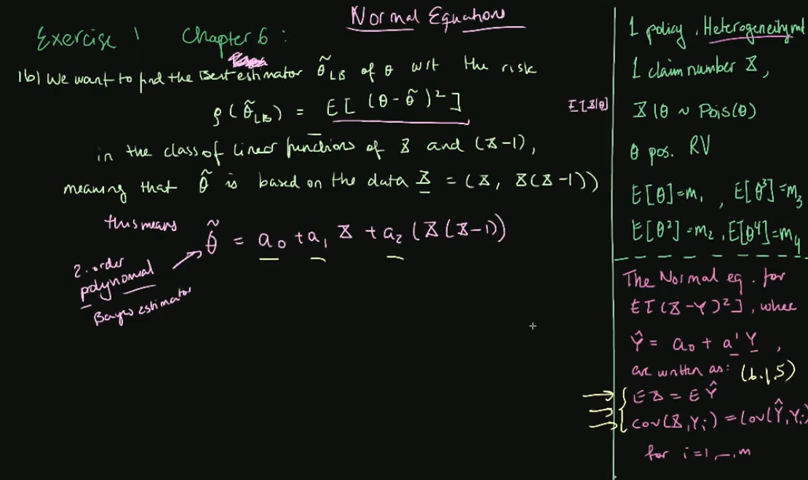 Normal Equations
Exercise 1 Chapter 6:
1b) We want to find the Best estimator θ̃_LB of θ wrt the risk
ρ(θ̃_LB) = E[(θ-θ̃)²]
E[X|θ]
in the class of linear functions of X and (X-1),
meaning that θ̃ is based on the data X = (X, X(X-1))
this means
θ̃ = a₀ + a₁ X + a₂ (X(X-1))
2. order
polynomial
Bayes estimator
1 policy, Heterogeneity
1 claim number X,
X|θ ~ Pois(θ)
θ pos. RV
E[θ]=m₁, E[θ³]=m₃
E[θ²]=m₂, E[θ⁴]=m₄
The Normal eq. for
E[(X-Y)²], where
Ŷ = a₀ + a'Y,
are written as: (6.1,5)
EX = EŶ
Cov(X,Yᵢ) = Cov(Ŷ,Yᵢ)
for i=1,...,m